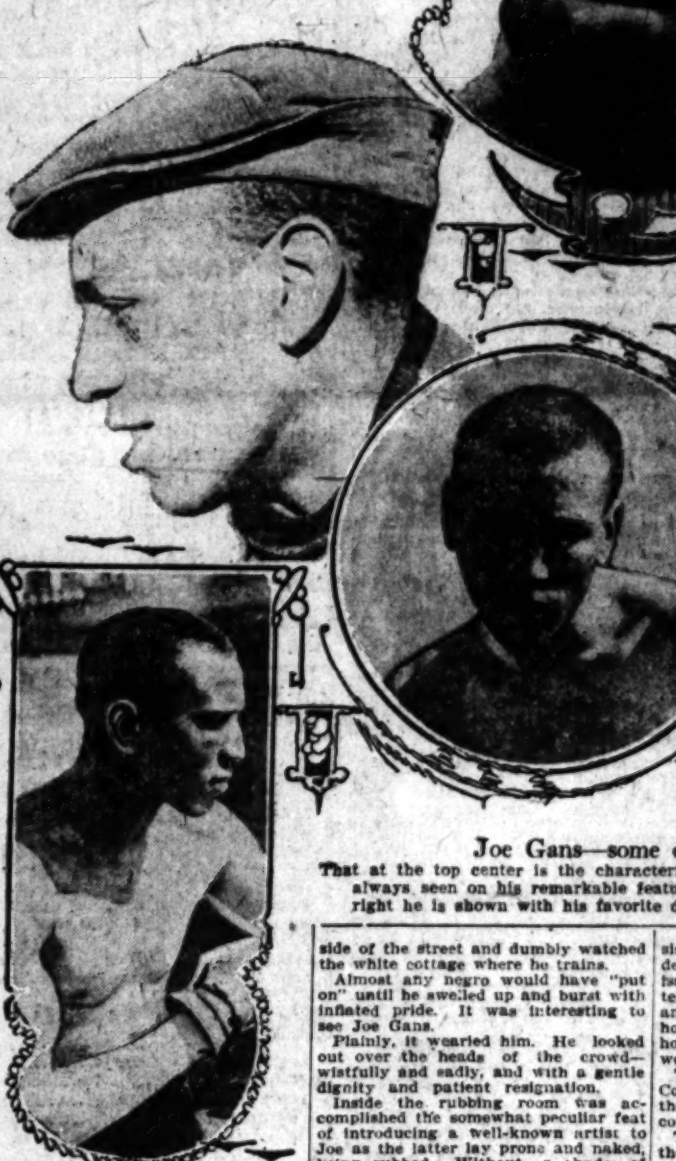 Joe Gans—some
That at the top center is the character
always seen on his remarkable featu
right he is shown with his favorite d
side of the street and dumbly watched
the white cottage where he trains.
Almost any negro would have "put
on" until he swelled up and burst with
inflated pride. It was interesting to
see Joe Gans.
Plainly, it wearied him. He looked
out over the heads of the crowd—
wistfully and sadly, and with a gentle
dignity and patient resignation.
Inside the rubbing room was ac-
complished the somewhat peculiar feat
of introducing a well-known artist to
Joe as the latter lay prone and naked,